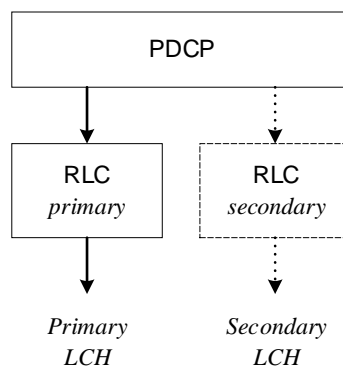 PDCP
RLC
primary
RLC
secondary
Primary
LCH
Secondary
LCH